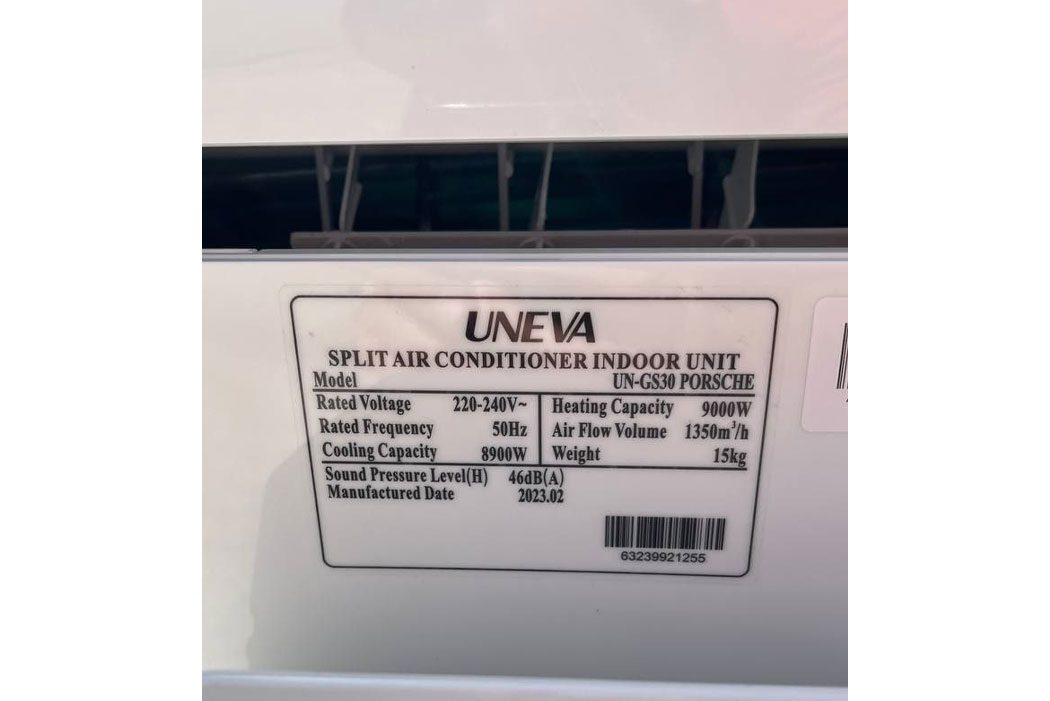 UNEVA
SPLIT AIR CONDITIONER INDOOR UNIT
Model UN-GS30 PORSCHE
Rated Voltage 220-240V~ Heating Capacity 9000W
Rated Frequency 50Hz Air Flow Volume 1350m³/h
Cooling Capacity 8900W Weight 15kg
Sound Pressure Level(H) 46dB(A)
Manufactured Date 2023.02
63239921255